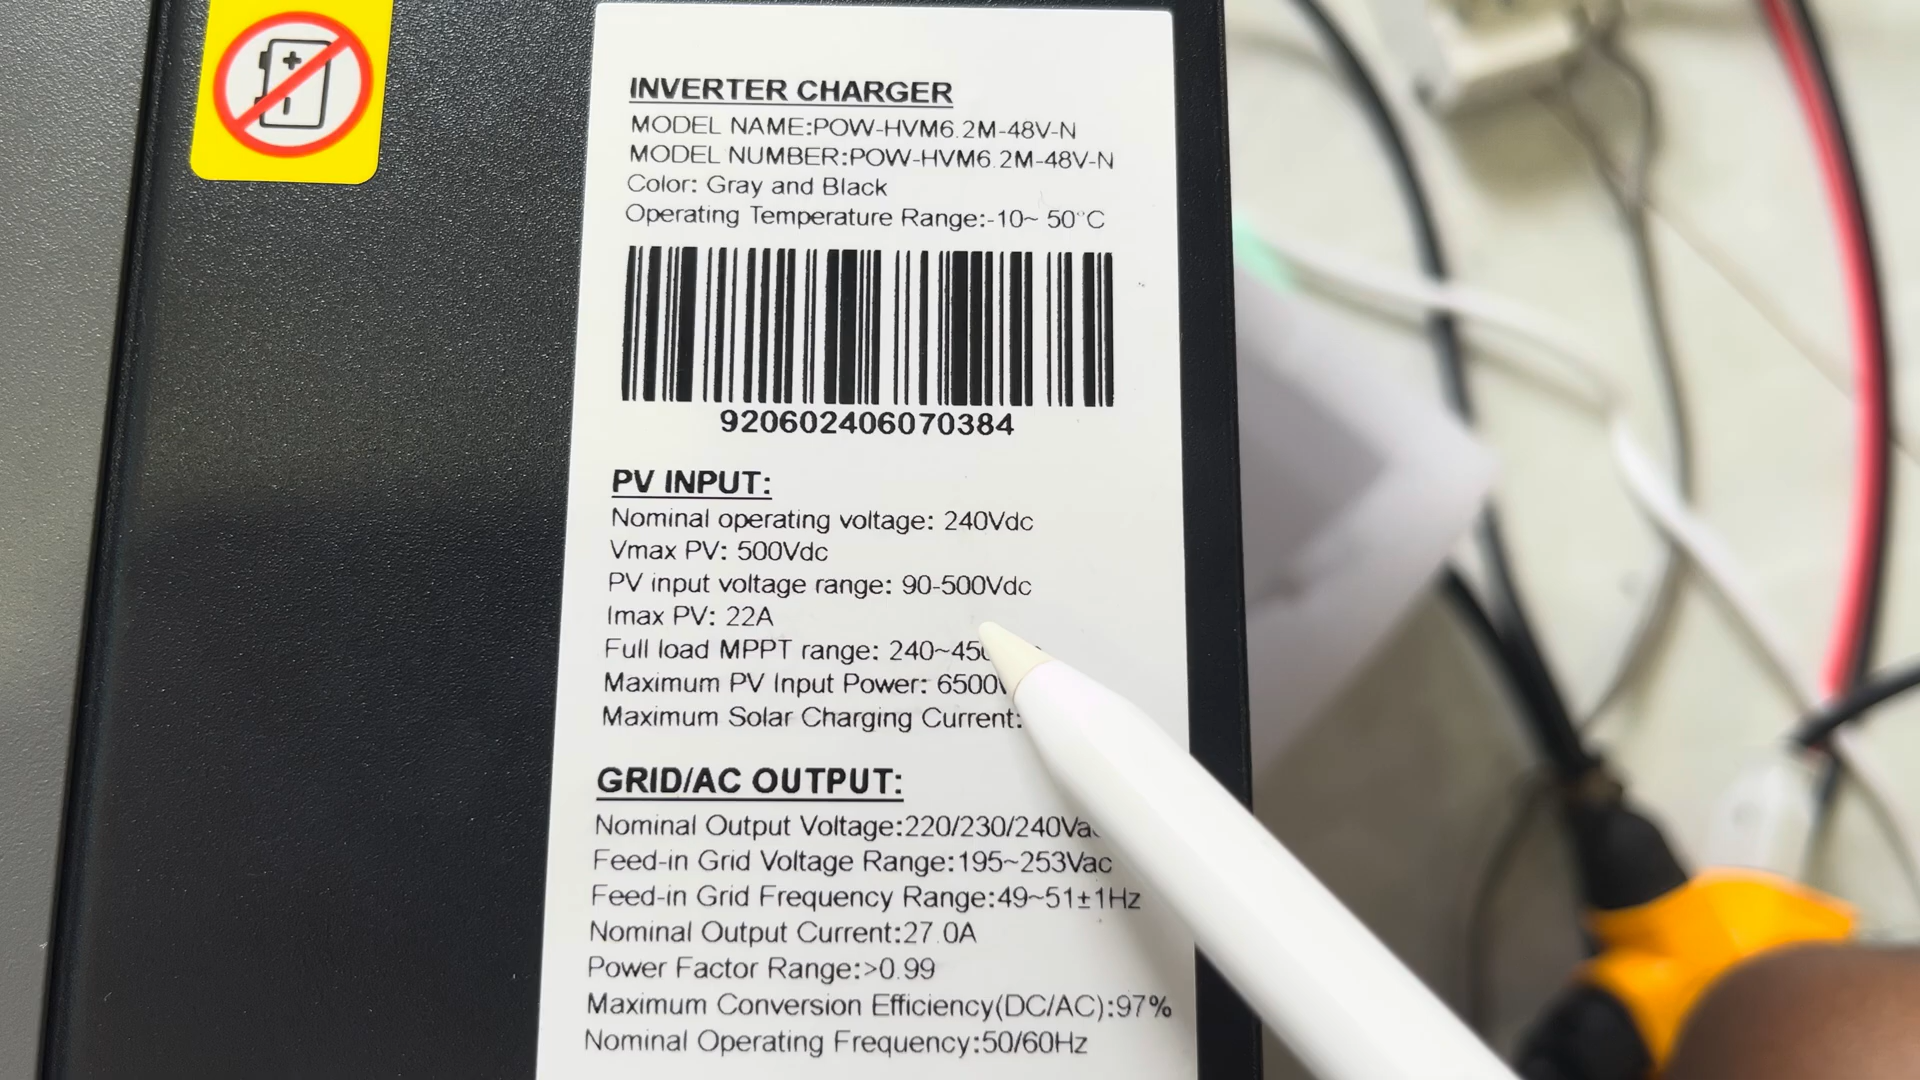 INVERTER CHARGER
MODEL NAME:POW-HVM6.2M-48V-N
MODEL NUMBER:POW-HVM6.2M-48V-N
Color: Gray and Black
Operating Temperature Range:-10~ 50°C
920602406070384
PV INPUT:
Nominal operating voltage: 240Vdc
Vmax PV: 500Vdc
PV input voltage range: 90-500Vdc
Imax PV: 22A
Full load MPPT range:
Maximum PV Input Power: 6500
Maximum Solar Charging Current:
GRID/AC OUTPUT:
Nominal Output Voltage:220/230/240Vac
Feed-in Grid Voltage Range:195~253Vac
Feed-in Grid Frequency Range:49~51±1Hz
Nominal Output Current:27.0A
Power Factor Range:>0.99
Maximum Conversion Efficiency(DC/AC):97%
Nominal Operating Frequency:50/60Hz